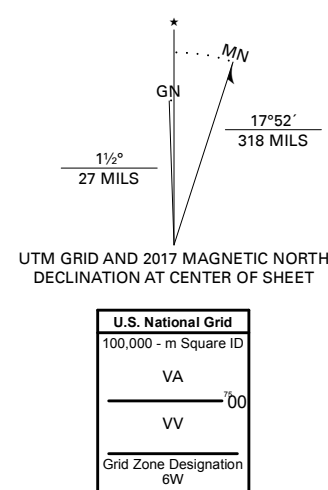 ★
MN
GN
17°52´
318 MILS
1½°
27 MILS
UTM GRID AND 2017 MAGNETIC NORTH
DECLINATION AT CENTER OF SHEET
U.S. National Grid
100,000 - m Square ID
VA
⁷⁵00
VV
Grid Zone Designation
6W